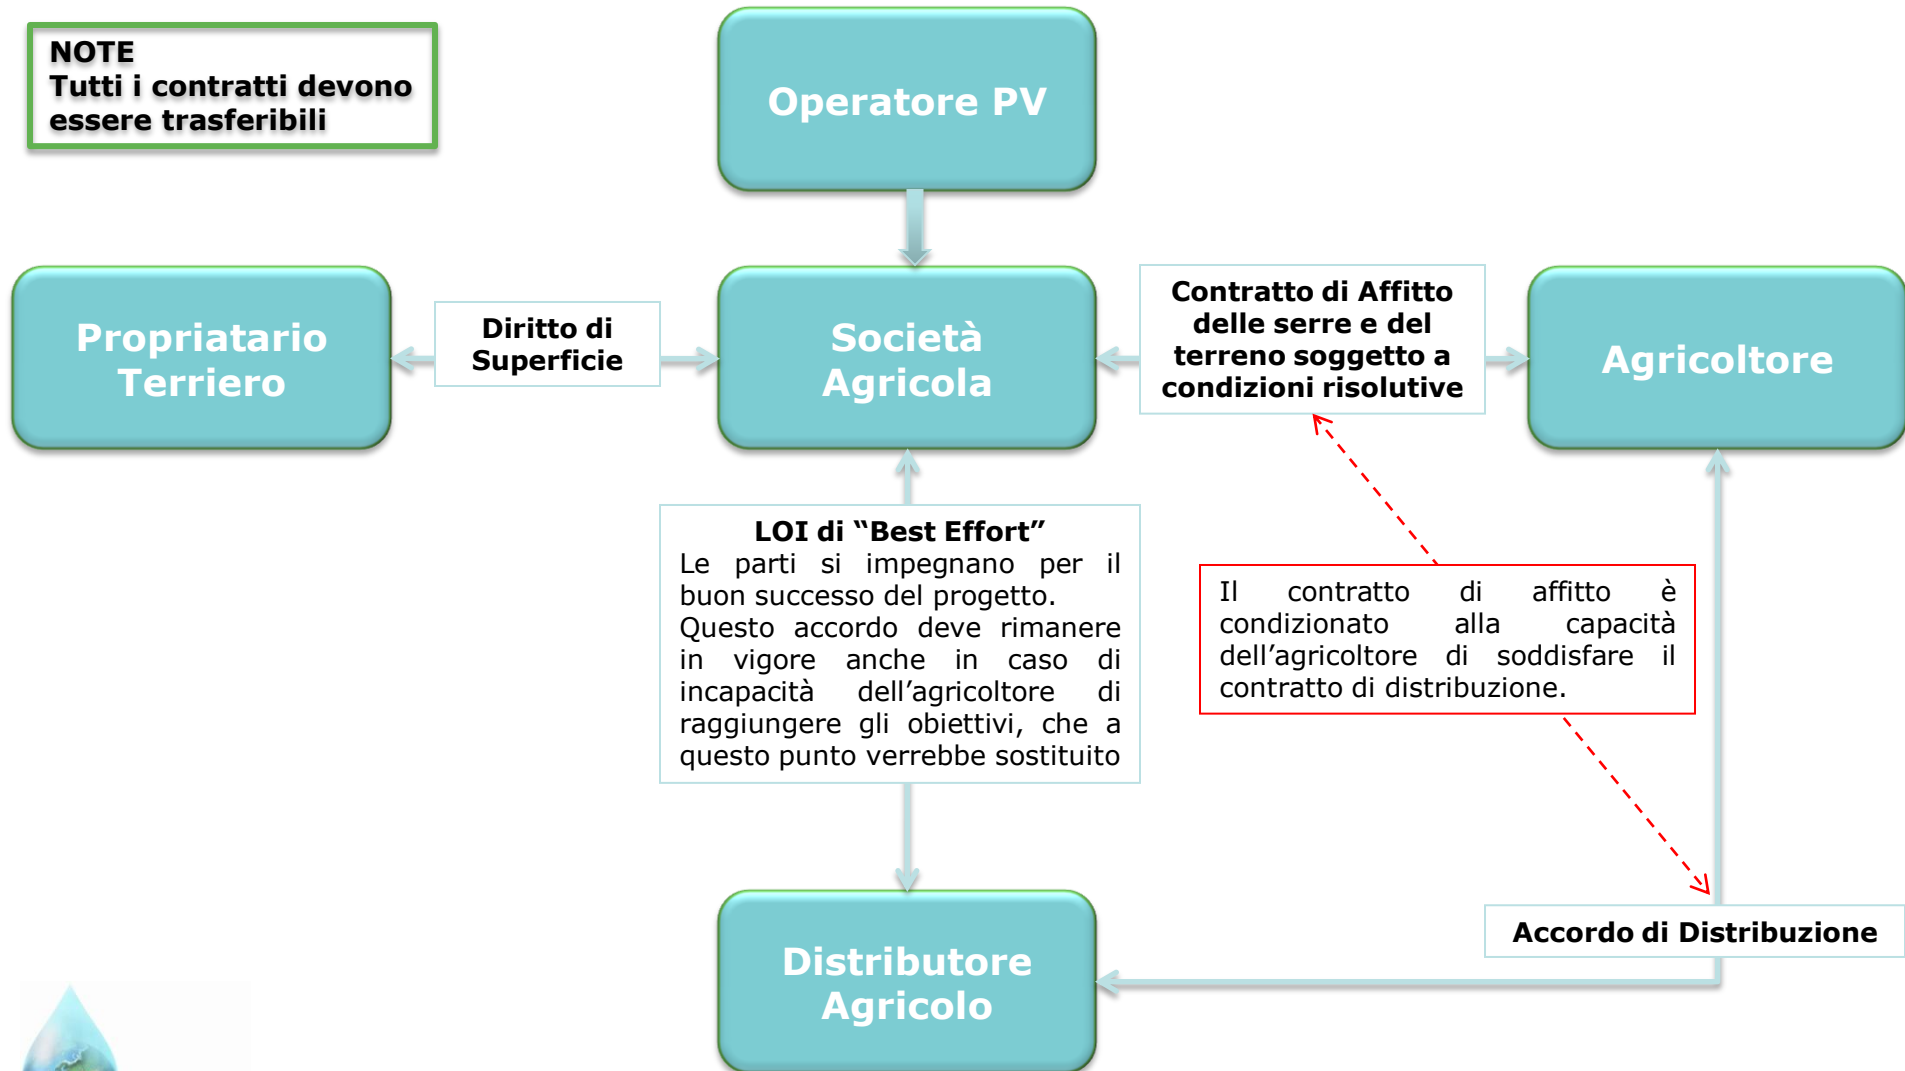 NOTE
Tutti i contratti devono
essere trasferibili
Operatore PV
Propriatario
Terriero
Diritto di
Superficie
Società
Agricola
Contratto di Affitto
delle serre e del
terreno soggetto a
condizioni risolutive
Agricoltore
LOI di “Best Effort”
Le parti si impegnano per il
buon successo del progetto.
Questo accordo deve rimanere
in vigore anche in caso di
incapacità dell’agricoltore di
raggiungere gli obiettivi, che a
questo punto verrebbe sostituito
Il contratto di affitto è
condizionato alla capacità
dell’agricoltore di soddisfare il
contratto di distribuzione.
Accordo di Distribuzione
Distributore
Agricolo